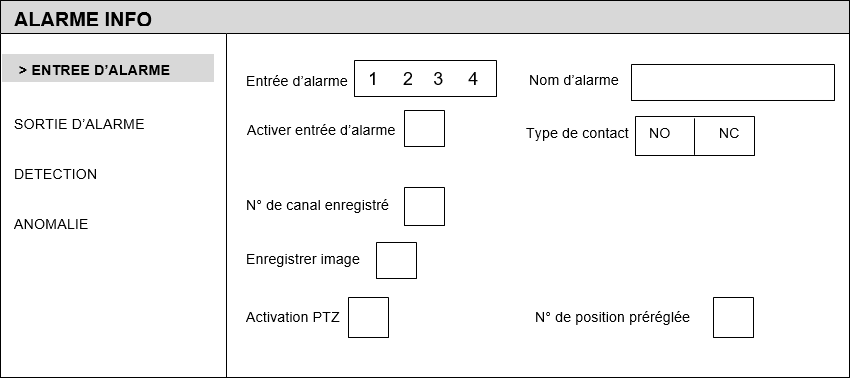 ALARME INFO
> ENTREE D'ALARME
SORTIE D'ALARME
DETECTION
ANOMALIE
Entrée d'alarme 1 2 3 4 Nom d'alarme
Activer entrée d'alarme Type de contact NO NC
N° de canal enregistré
Enregistrer image
Activation PTZ N° de position préréglée